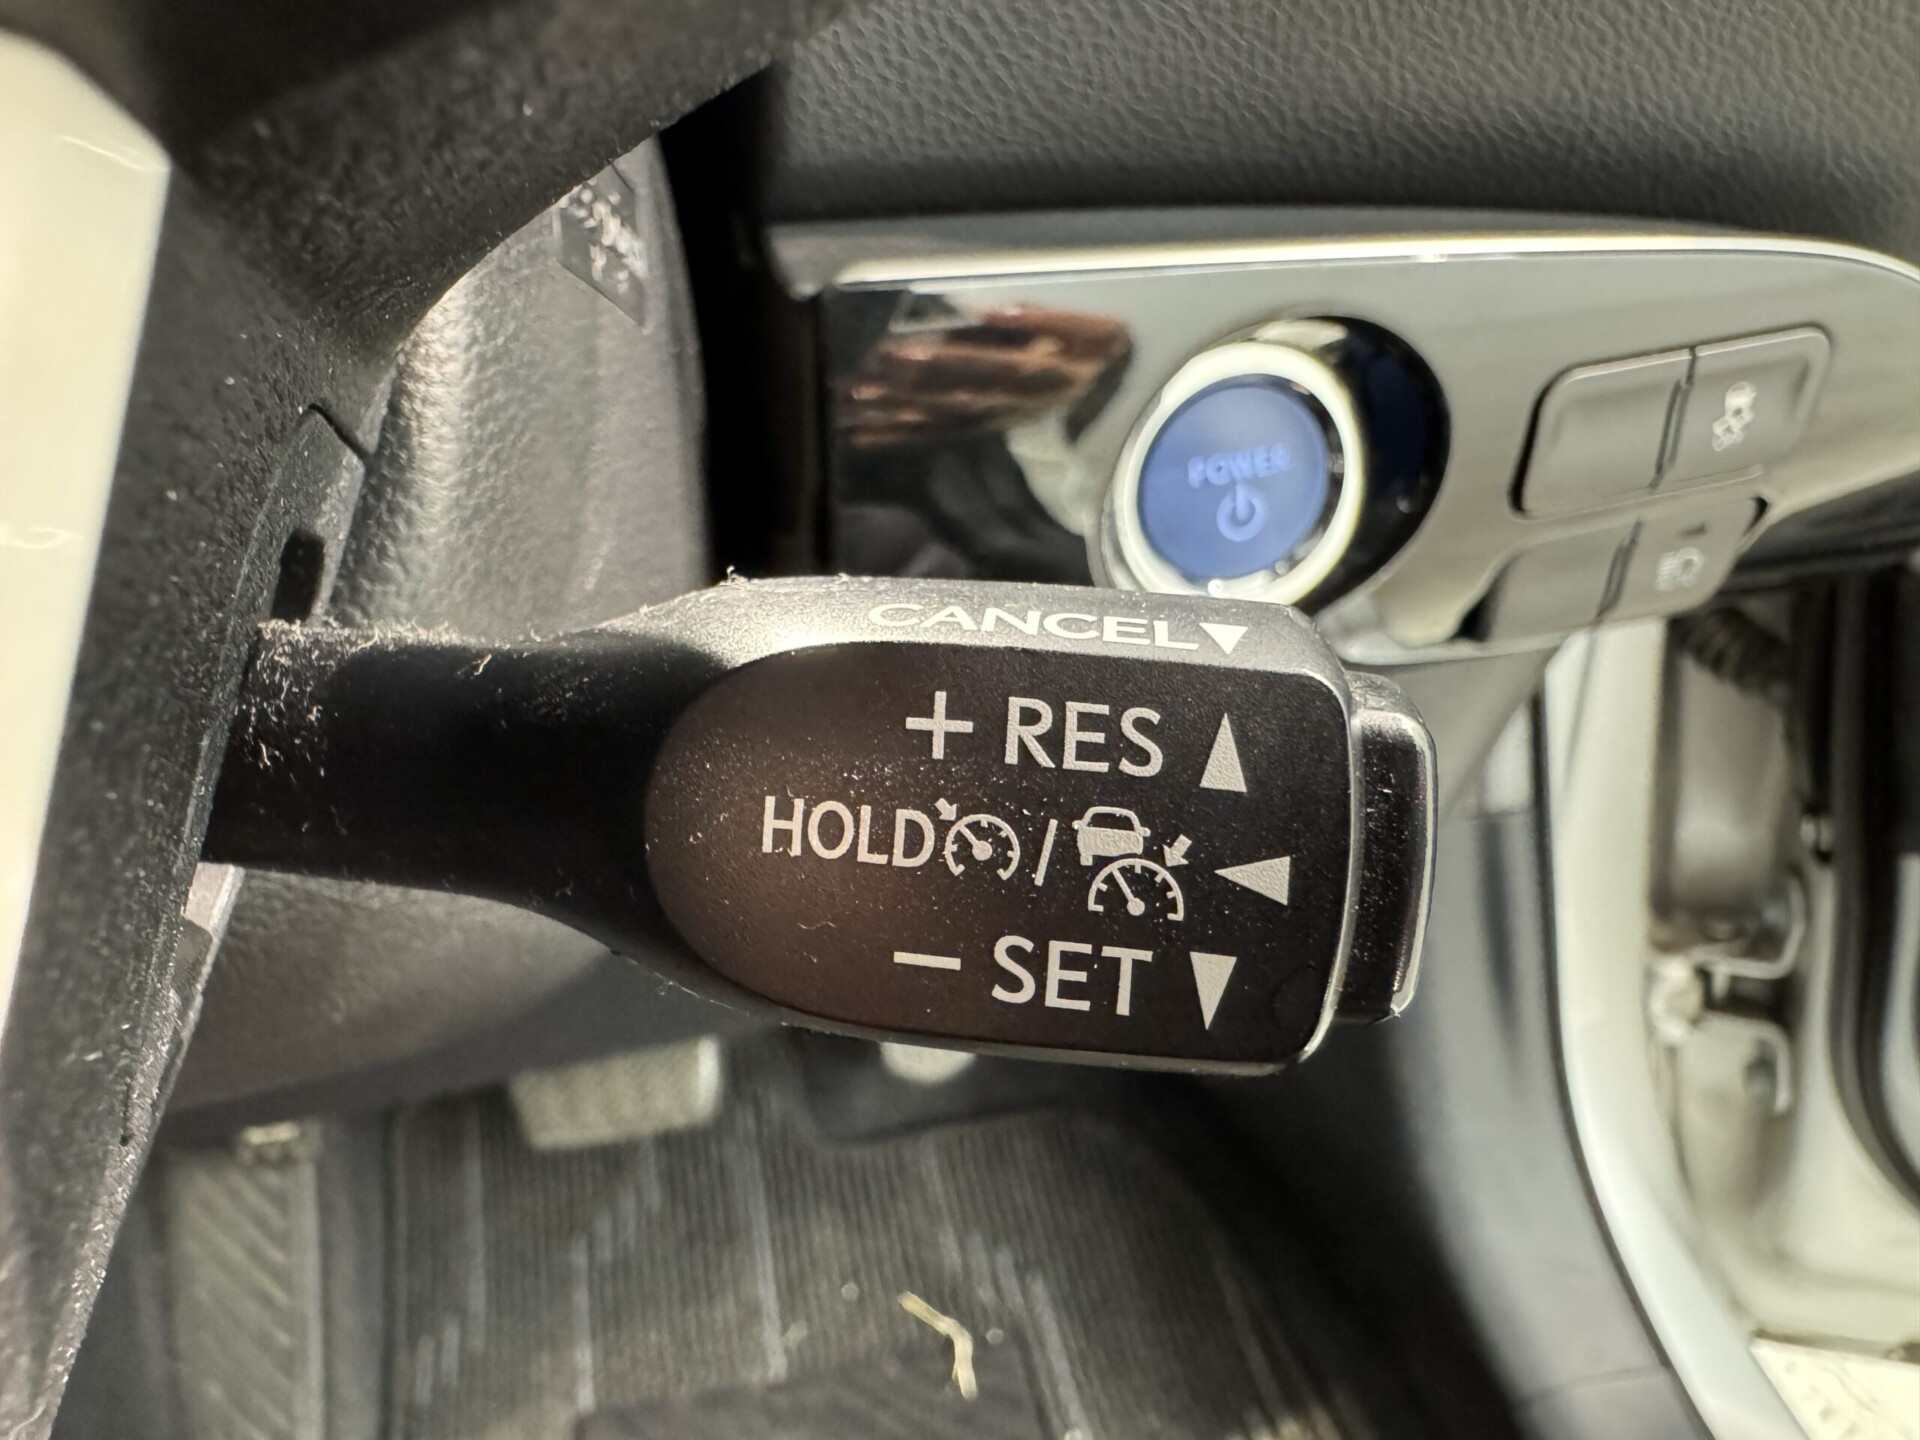 POWER
CANCEL▼
+ RES ▲
HOLD / ◀
− SET ▼